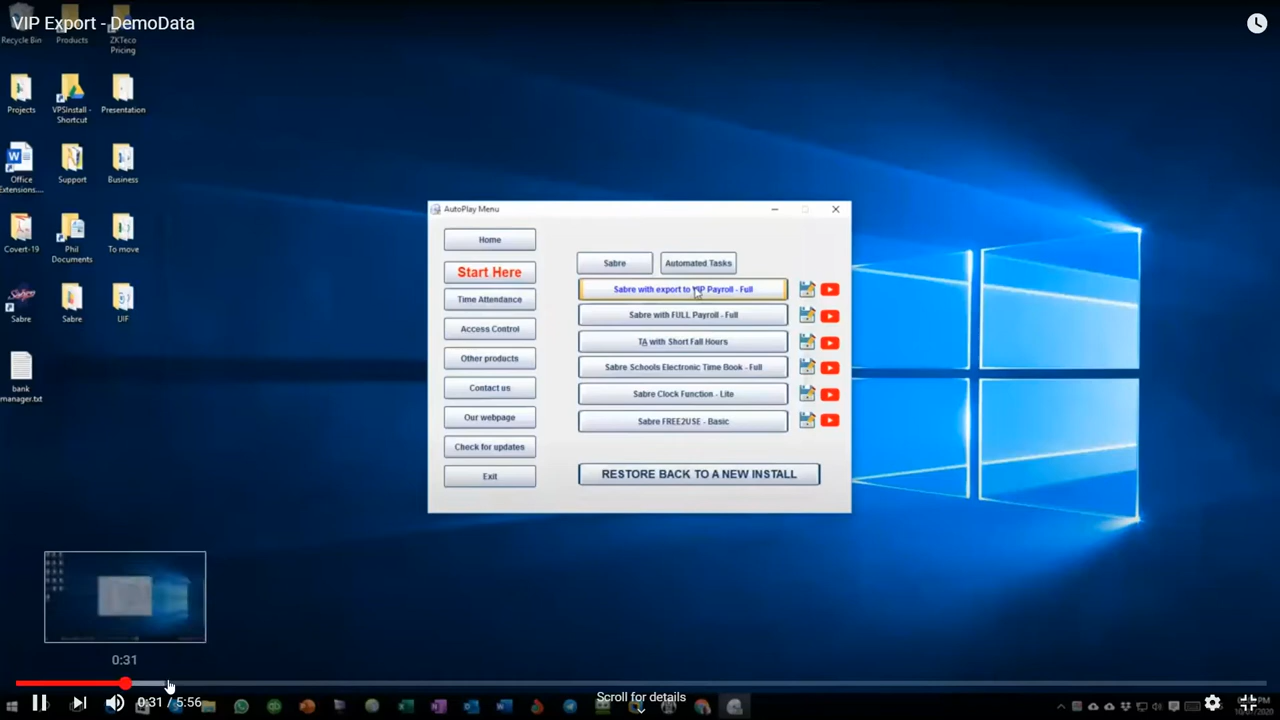 VIP Export - DemoData
Recycle Bin
Products
ZKTeco
Pricing
Projects
VPSInstall -
Shortcut
Presentation
Office
Extensions....
Support
Business
Covert-19
Phil
Documents
To move
Sabre
Sabre
UIF
bank
manager.txt
AutoPlay Menu
Home
Start Here
Time Attendance
Access Control
Other products
Contact us
Our webpage
Check for updates
Exit
Sabre
Automated Tasks
Sabre with export to VIP Payroll - Full
Sabre with FULL Payroll - Full
TA with Short Fall Hours
Sabre Schools Electronic Time Book - Full
Sabre Clock Function - Lite
Sabre FREE2USE - Basic
RESTORE BACK TO A NEW INSTALL
0:31
0:31 / 5:56
Scroll for details